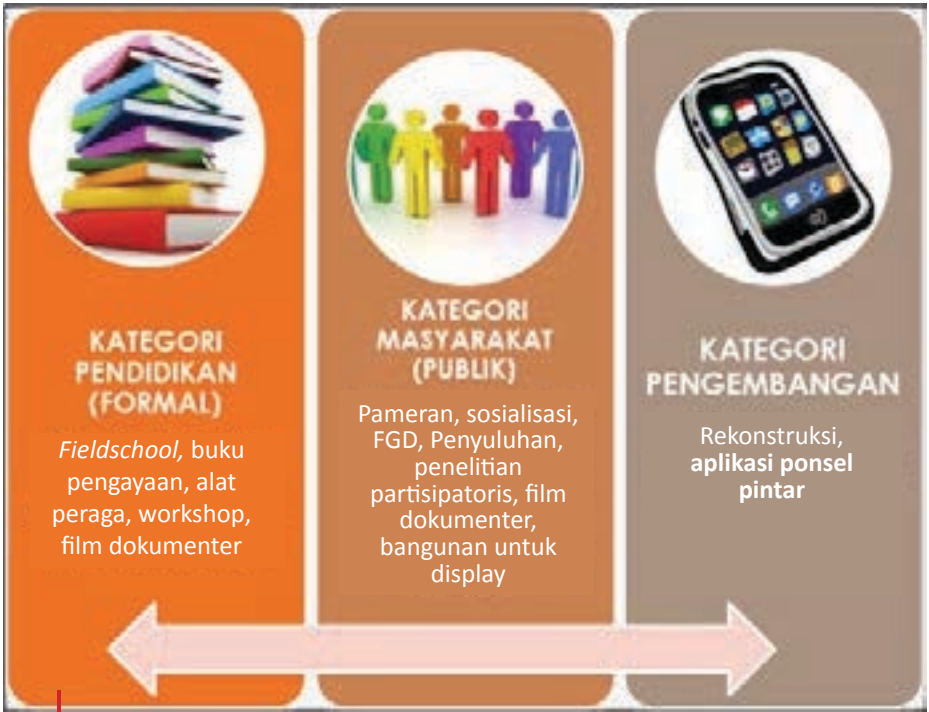 KATEGORI
PENDIDIKAN
(FORMAL)
Fieldschool, buku
pengayaan, alat
peraga, workshop,
film dokumenter
KATEGORI
MASYARAKAT
(PUBLIK)
Pameran, sosialisasi,
FGD, Penyuluhan,
penelitian
partisipatoris, film
dokumenter,
bangunan untuk
display
KATEGORI
PENGEMBANGAN
Rekonstruksi,
aplikasi ponsel
pintar